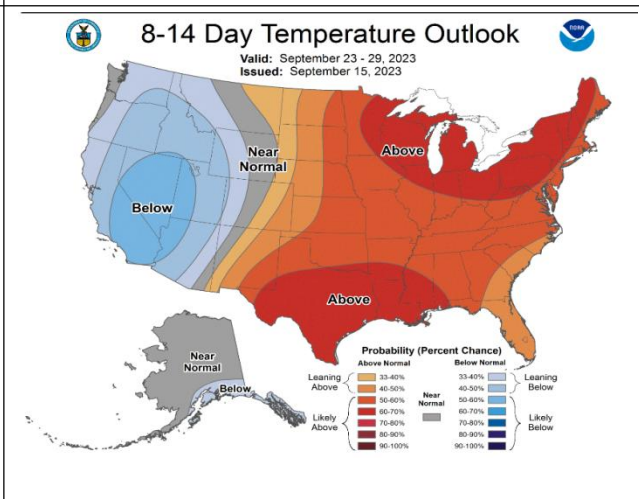 8-14 Day Temperature Outlook
Valid: September 23 - 29, 2023
Issued: September 15, 2023
NOAA
Near
Normal
Above
Below
Above
Near
Normal
Below
Probability (Percent Chance)
Above Normal
Below Normal
Leaning
Above
33-40%
40-50%
Likely
Above
50-60%
60-70%
70-80%
80-90%
90-100%
Near
Normal
33-40%
40-50%
Leaning
Below
50-60%
60-70%
70-80%
80-90%
90-100%
Likely
Below